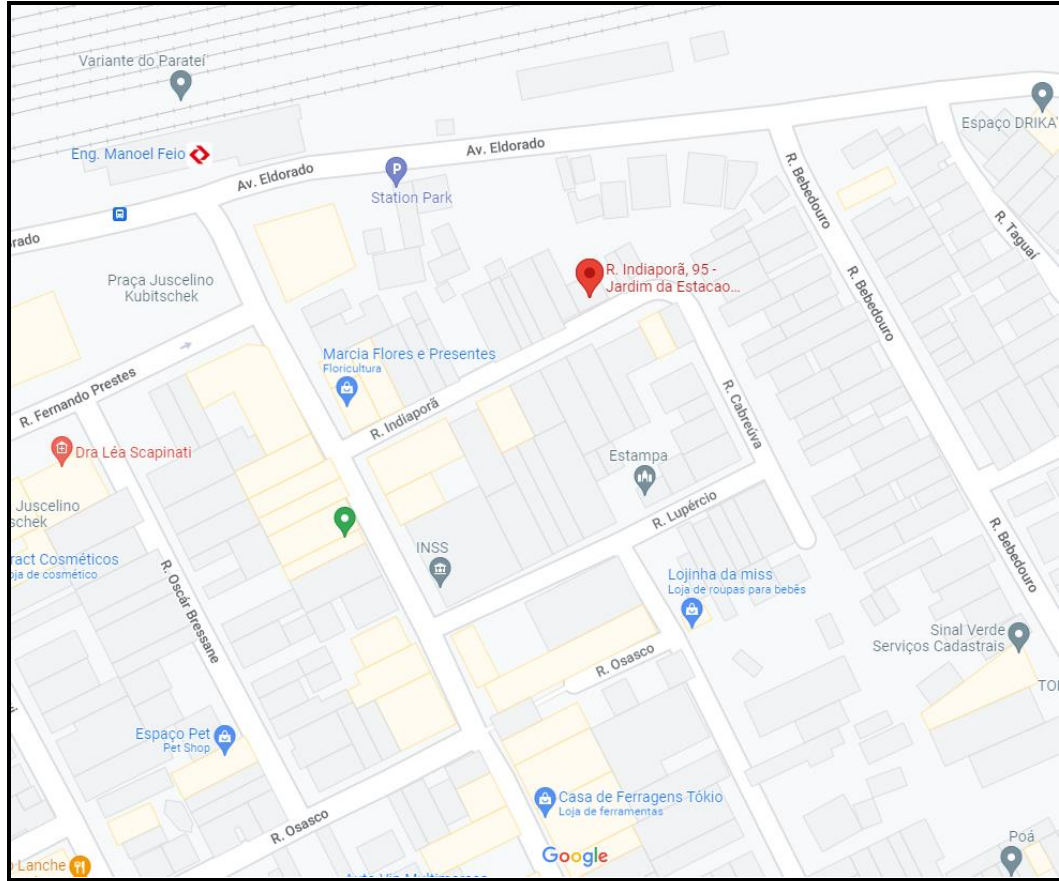 Variante do Parateí
Eng. Manoel Feio
Av. Eldorado
Av. Eldorado
P
Station Park
Espaço DRIKA
R. Bebedouro
R. Taguaí
rado
Praça Juscelino
Kubitschek
R. Indiaporã, 95 -
Jardim da Estacao...
R. Bebedouro
Marcia Flores e Presentes
Floricultura
R. Fernando Prestes
R. Indiaporã
R. Cabreúva
Dra Léa Scapinati
Estampa
Juscelino
schek
R. Lupércio
R. Bebedouro
INSS
ract Cosméticos
oja de cosmético
R. Oscár Bressane
Lojinha da miss
Loja de roupas para bebês
Sinal Verde
Serviços Cadastrais
R. Osasco
TO
Espaço Pet
Pet Shop
Casa de Ferragens Tókio
Loja de ferramentas
R. Osasco
Google
Poá
Lanche